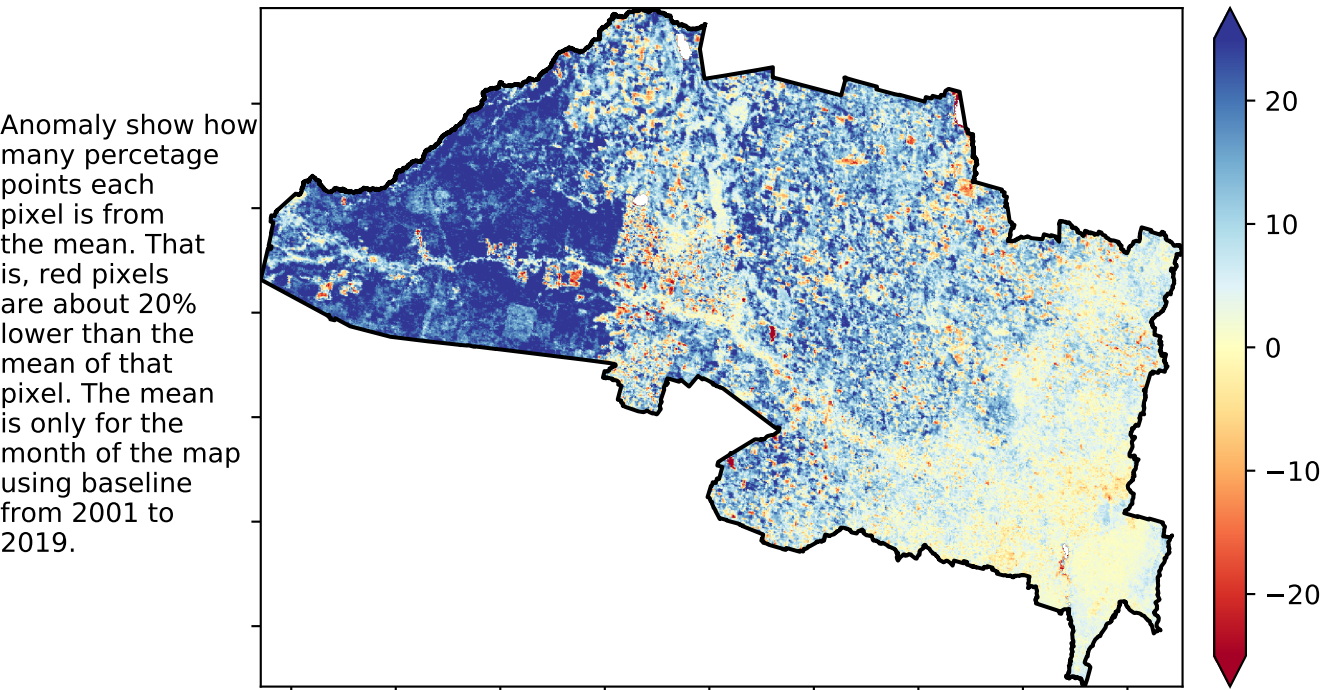 Anomaly show how
many percetage
points each
pixel is from
the mean. That
is, red pixels
are about 20%
lower than the
mean of that
pixel. The mean
is only for the
month of the map
using baseline
from 2001 to
2019.
20
10
0
−10
−20